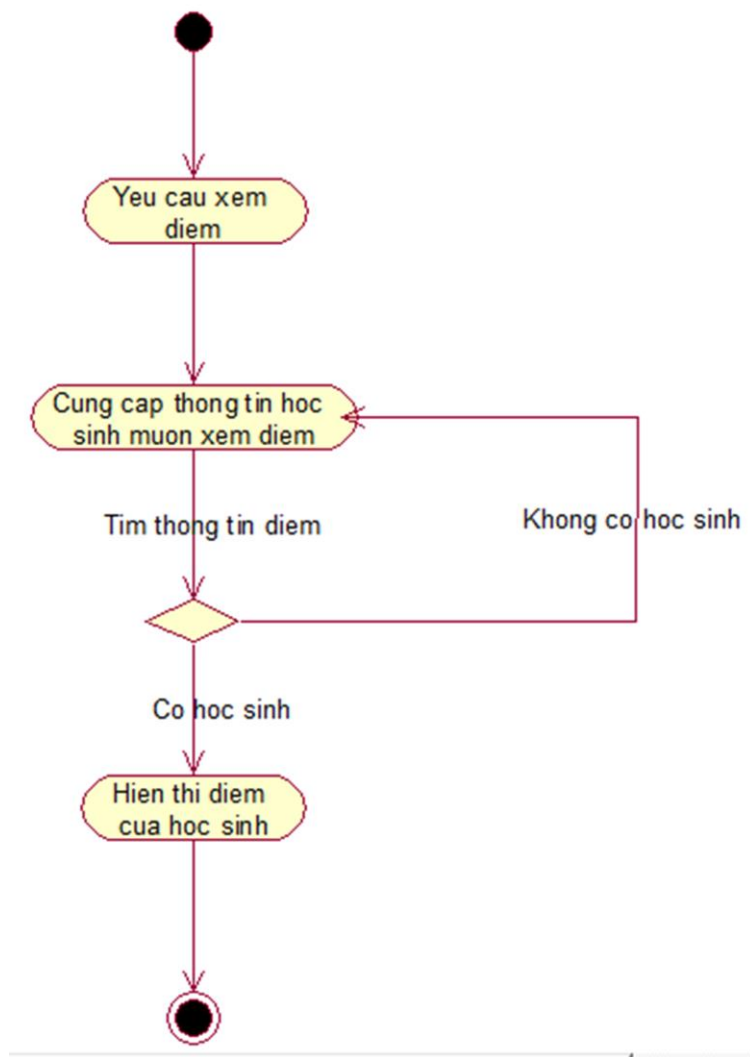 Yeu cau xem
diem
Cung cap thong tin hoc
sinh muon xem diem
Tim thong tin diem
Khong co hoc sinh
Co hoc sinh
Hien thi diem
cua hoc sinh